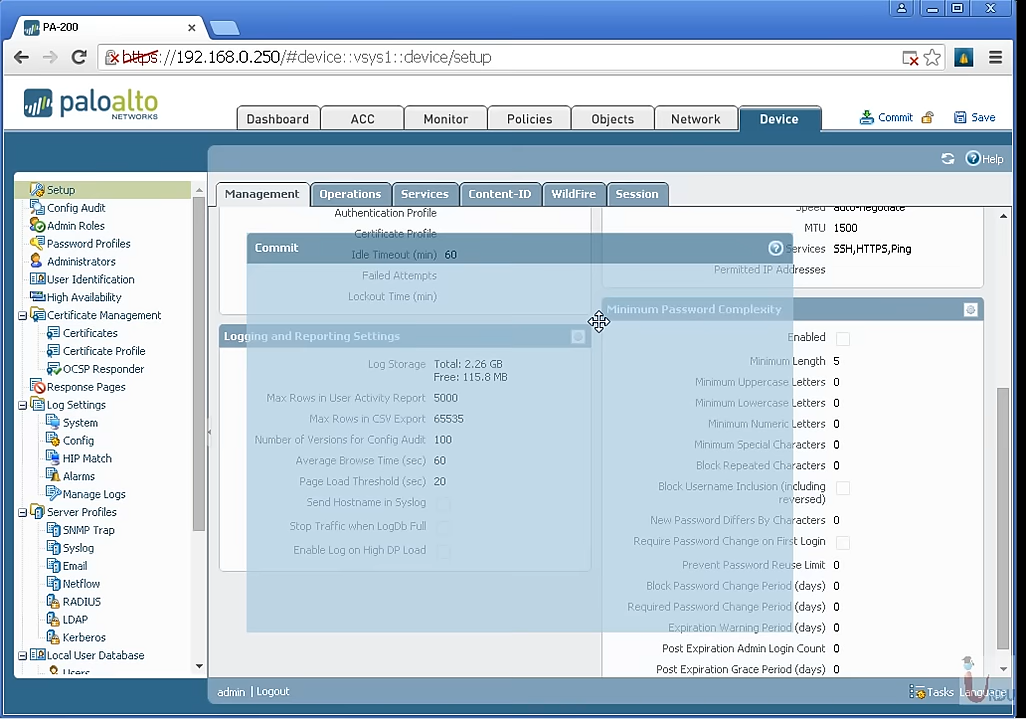 PA-200
https://192.168.0.250/#device::vsys1::device/setup
paloalto
NETWORKS
Dashboard
ACC
Monitor
Policies
Objects
Network
Device
Commit
Save
Help
Setup
Config Audit
Admin Roles
Password Profiles
Administrators
User Identification
High Availability
Certificate Management
Certificates
Certificate Profile
OCSP Responder
Response Pages
Log Settings
System
Config
HIP Match
Alarms
Manage Logs
Server Profiles
SNMP Trap
Syslog
Email
Netflow
RADIUS
LDAP
Kerberos
Local User Database
Users
Management
Operations
Services
Content-ID
WildFire
Session
Authentication Profile
Certificate Profile
Commit
Idle Timeout (min) 60
Failed Attempts
Lockout Time (min)
Logging and Reporting Settings
Log Storage Total: 2.26 GB
Free: 115.8 MB
Max Rows in User Activity Report 5000
Max Rows in CSV Export 65535
Number of Versions for Config Audit 100
Average Browse Time (sec) 60
Page Load Threshold (sec) 20
Send Hostname in Syslog
Stop Traffic when LogDb Full
Enable Log on High DP Load
Speed auto-negotiate
MTU 1500
Services SSH,HTTPS,Ping
Permitted IP Addresses
Minimum Password Complexity
Enabled
Minimum Length 5
Minimum Uppercase Letters 0
Minimum Lowercase Letters 0
Minimum Numeric Letters 0
Minimum Special Characters 0
Block Repeated Characters 0
Block Username Inclusion (including
reversed)
New Password Differs By Characters 0
Require Password Change on First Login
Prevent Password Reuse Limit 0
Block Password Change Period (days) 0
Required Password Change Period (days) 0
Expiration Warning Period (days) 0
Post Expiration Admin Login Count 0
Post Expiration Grace Period (days) 0
admin | Logout
Tasks
Language